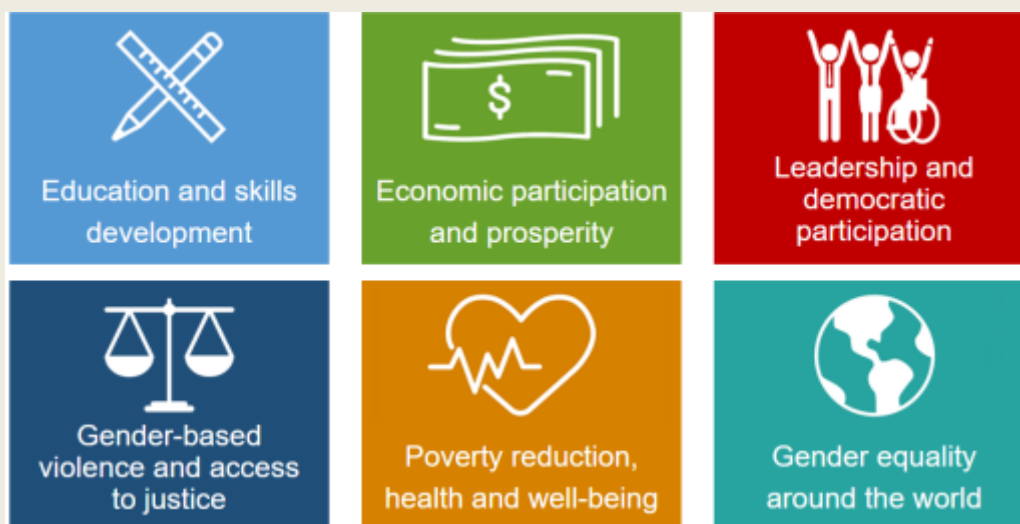 Education and skills
development
$
Economic participation
and prosperity
Leadership and
democratic
participation
Gender-based
violence and access
to justice
Poverty reduction,
health and well-being
Gender equality
around the world